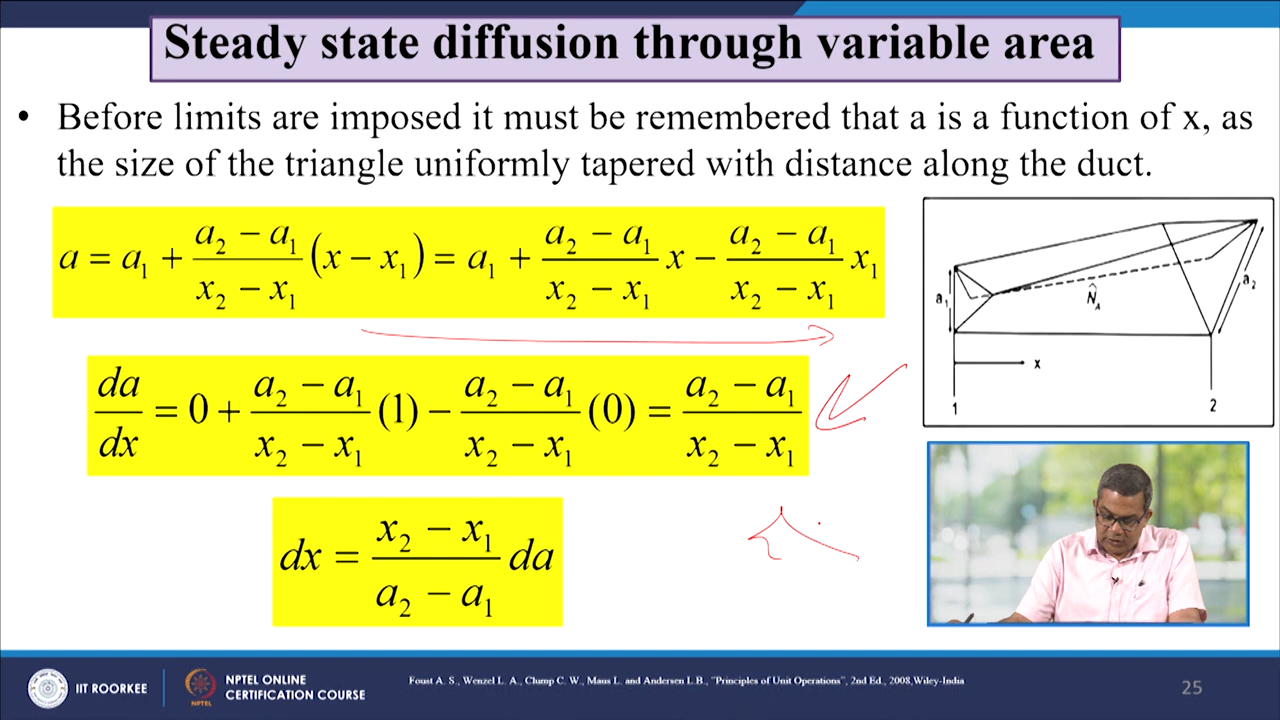 Steady state diffusion through variable area
• Before limits are imposed it must be remembered that a is a function of x, as
the size of the triangle uniformly tapered with distance along the duct.
a = a₁ + (a₂ − a₁)/(x₂ − x₁) (x − x₁) = a₁ + (a₂ − a₁)/(x₂ − x₁) x − (a₂ − a₁)/(x₂ − x₁) x₁
da/dx = 0 + (a₂ − a₁)/(x₂ − x₁) (1) − (a₂ − a₁)/(x₂ − x₁) (0) = (a₂ − a₁)/(x₂ − x₁)
dx = (x₂ − x₁)/(a₂ − a₁) da
a₁
N̂_A
a₂
x
1
2
IIT ROORKEE
NPTEL
NPTEL ONLINE
CERTIFICATION COURSE
Foust A. S., Wenzel L. A., Clump C. W., Maus L. and Andersen L.B., "Principles of Unit Operations", 2nd Ed., 2008,Wiley-India
25